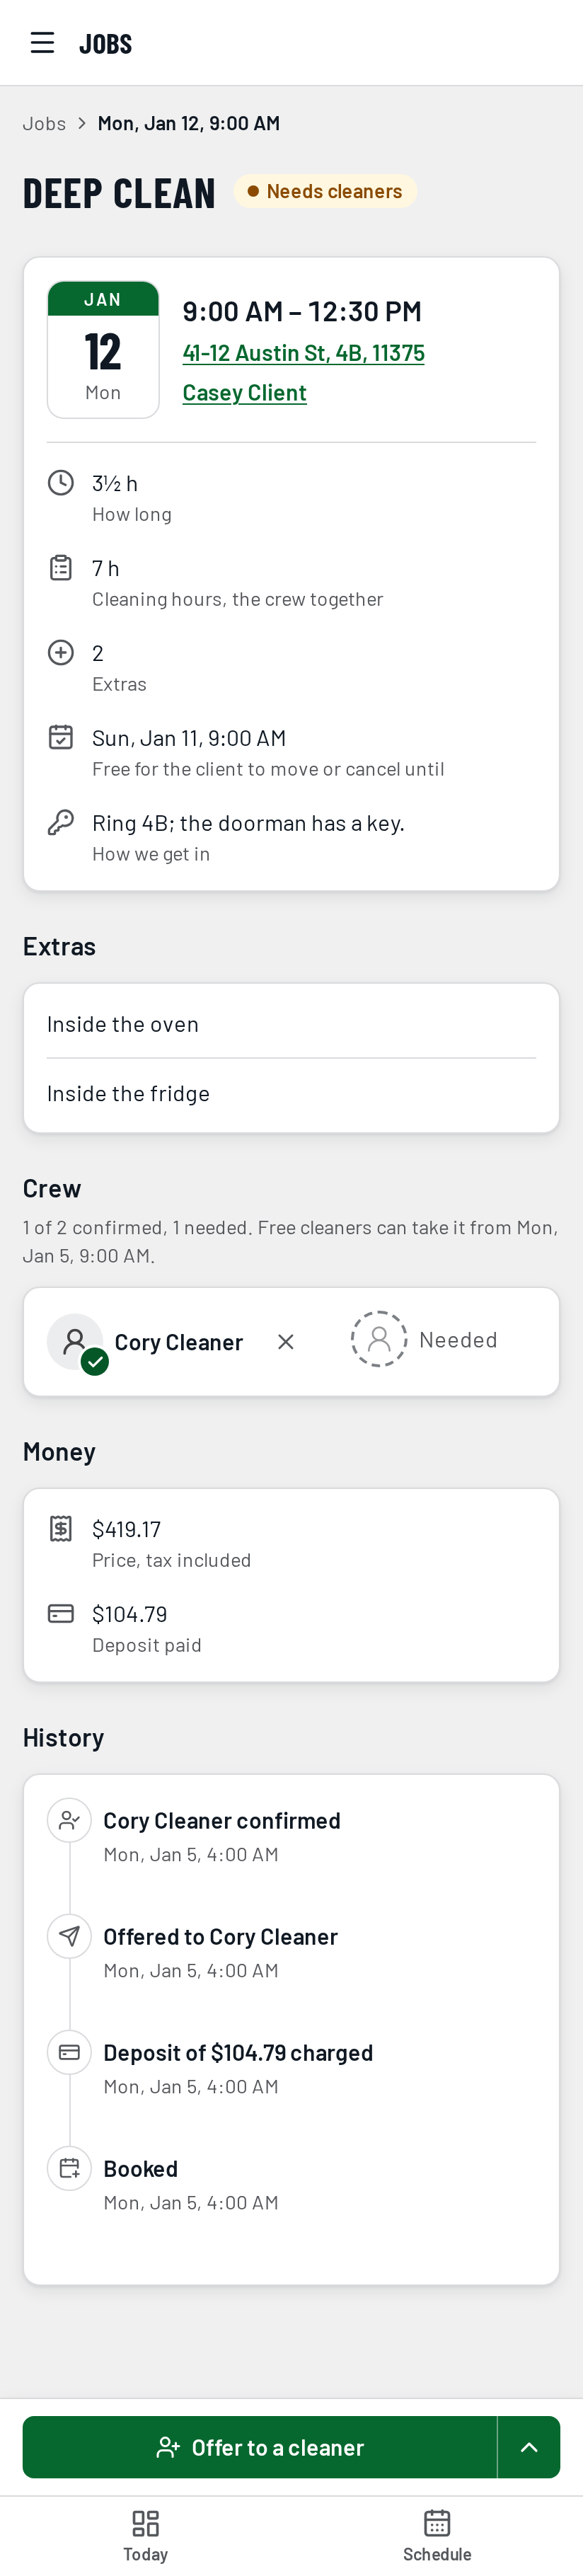 JOBS
Jobs > Mon, Jan 12, 9:00 AM
DEEP CLEAN
Needs cleaners
JAN
12
Mon
9:00 AM – 12:30 PM
41-12 Austin St, 4B, 11375
Casey Client
3½ h
How long
7 h
Cleaning hours, the crew together
2
Extras
Sun, Jan 11, 9:00 AM
Free for the client to move or cancel until
Ring 4B; the doorman has a key.
How we get in
Extras
Inside the oven
Inside the fridge
Crew
1 of 2 confirmed, 1 needed. Free cleaners can take it from Mon,
Jan 5, 9:00 AM.
Cory Cleaner
Needed
Money
$419.17
Price, tax included
$104.79
Deposit paid
History
Cory Cleaner confirmed
Mon, Jan 5, 4:00 AM
Offered to Cory Cleaner
Mon, Jan 5, 4:00 AM
Deposit of $104.79 charged
Mon, Jan 5, 4:00 AM
Booked
Mon, Jan 5, 4:00 AM
Offer to a cleaner
Today
Schedule